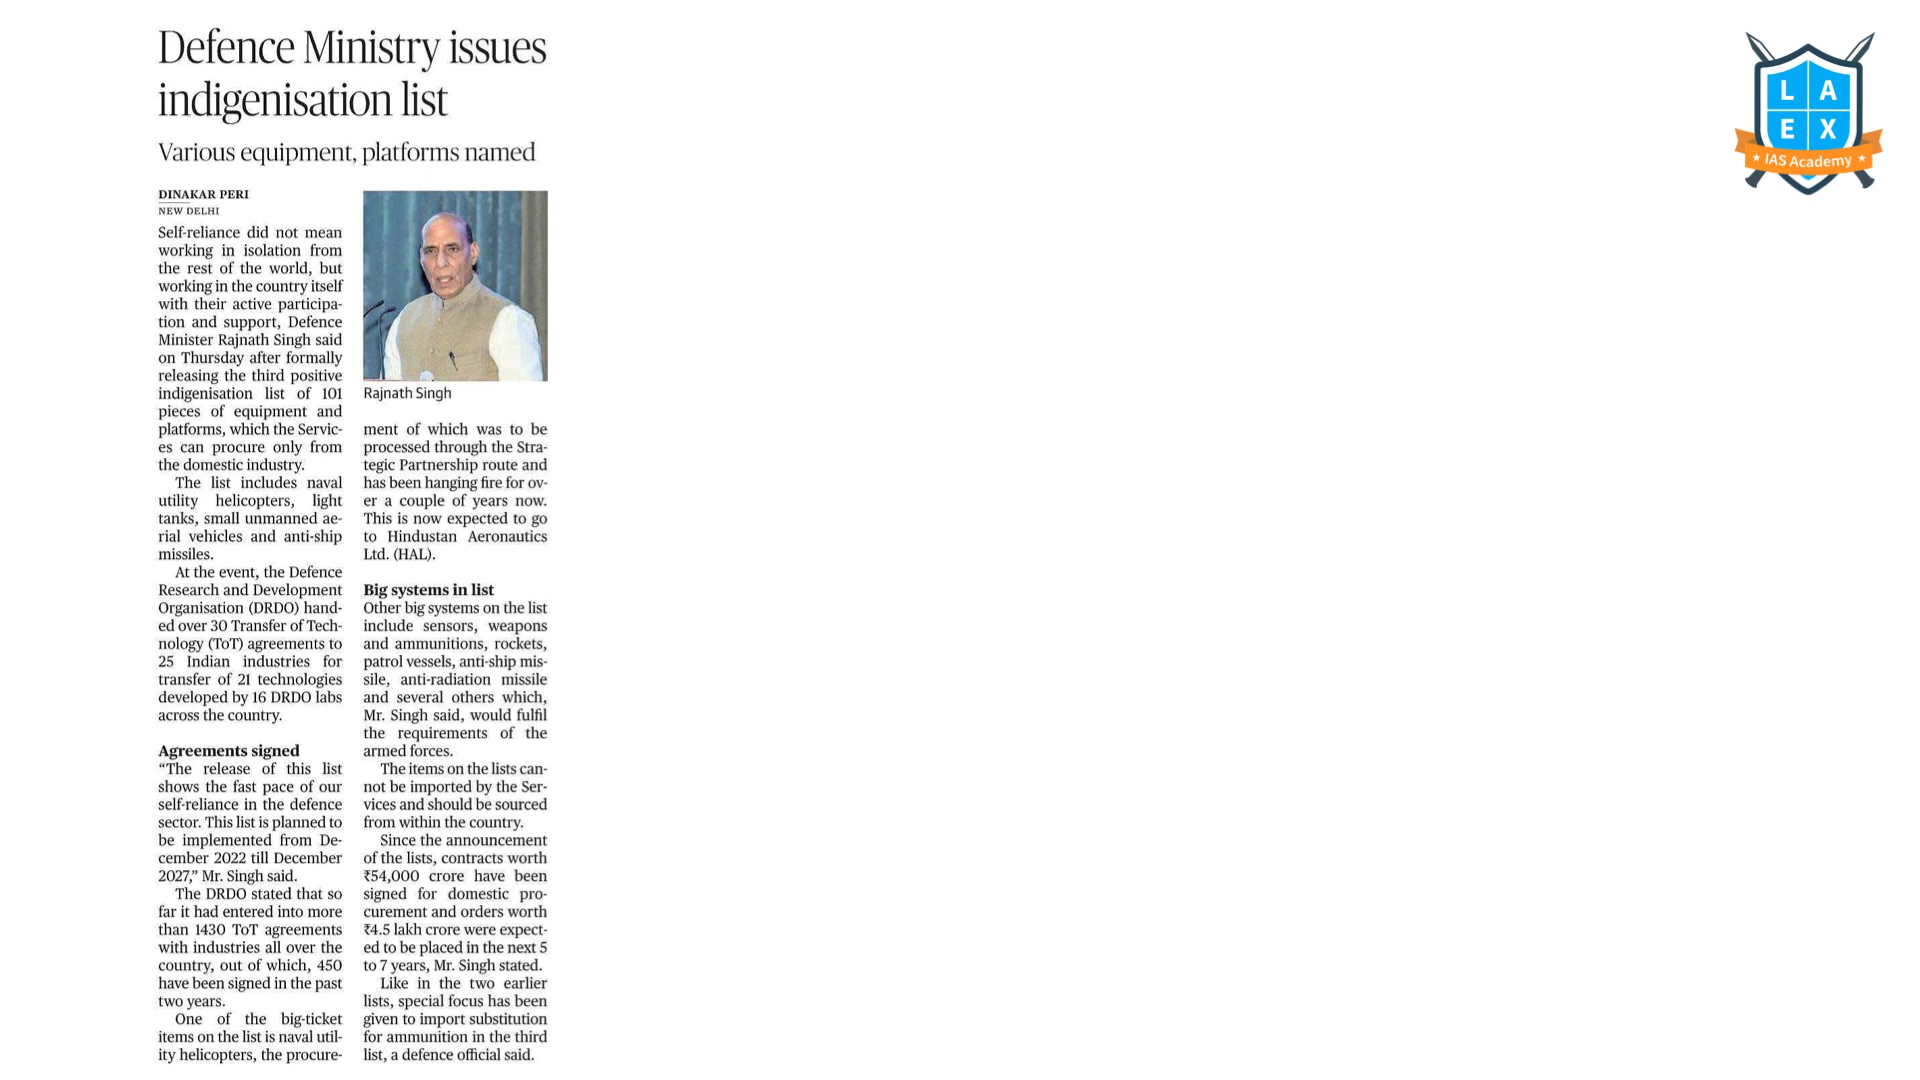 Defence Ministry issues
indigenisation list
Various equipment, platforms named
DINAKAR PERI
NEW DELHI
Self-reliance did not mean
working in isolation from
the rest of the world, but
working in the country itself
with their active participa-
tion and support, Defence
Minister Rajnath Singh said
on Thursday after formally
releasing the third positive
indigenisation list of 101
pieces of equipment and
platforms, which the Servic-
es can procure only from
the domestic industry.
The list includes naval
utility helicopters, light
tanks, small unmanned ae-
rial vehicles and anti-ship
missiles.
At the event, the Defence
Research and Development
Organisation (DRDO) hand-
ed over 30 Transfer of Tech-
nology (ToT) agreements to
25 Indian industries for
transfer of 21 technologies
developed by 16 DRDO labs
across the country.
Agreements signed
“The release of this list
shows the fast pace of our
self-reliance in the defence
sector. This list is planned to
be implemented from De-
cember 2022 till December
2027,” Mr. Singh said.
The DRDO stated that so
far it had entered into more
than 1430 ToT agreements
with industries all over the
country, out of which, 450
have been signed in the past
two years.
One of the big-ticket
items on the list is naval util-
ity helicopters, the procure-
Rajnath Singh
ment of which was to be
processed through the Stra-
tegic Partnership route and
has been hanging fire for ov-
er a couple of years now.
This is now expected to go
to Hindustan Aeronautics
Ltd. (HAL).
Big systems in list
Other big systems on the list
include sensors, weapons
and ammunitions, rockets,
patrol vessels, anti-ship mis-
sile, anti-radiation missile
and several others which,
Mr. Singh said, would fulfil
the requirements of the
armed forces.
The items on the lists can-
not be imported by the Ser-
vices and should be sourced
from within the country.
Since the announcement
of the lists, contracts worth
₹54,000 crore have been
signed for domestic pro-
curement and orders worth
₹4.5 lakh crore were expect-
ed to be placed in the next 5
to 7 years, Mr. Singh stated.
Like in the two earlier
lists, special focus has been
given to import substitution
for ammunition in the third
list, a defence official said.
L A
E X
IAS Academy